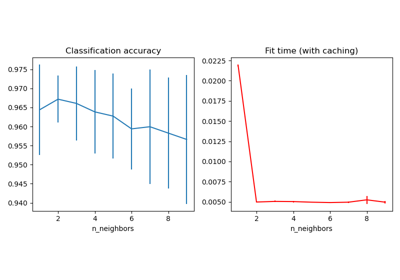 Classification accuracy
0.975
0.970
0.965
0.960
0.955
0.950
0.945
0.940
2 4 6 8
n_neighbors
Fit time (with caching)
0.0225
0.0200
0.0175
0.0150
0.0125
0.0100
0.0075
0.0050
2 4 6 8
n_neighbors